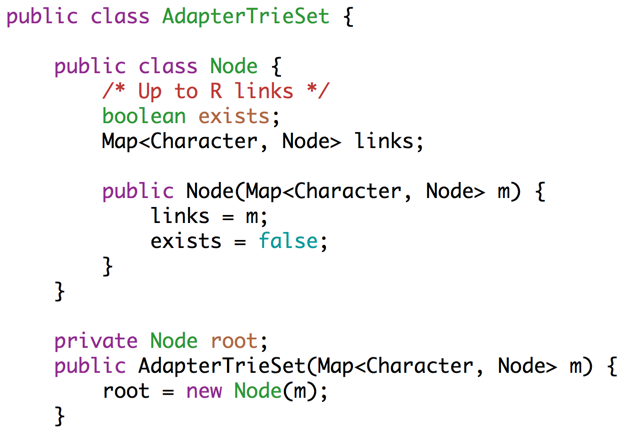 public class AdapterTrieSet {
public class Node {
/* Up to R links */
boolean exists;
Map<Character, Node> links;
public Node(Map<Character, Node> m) {
links = m;
exists = false;
}
}
private Node root;
public AdapterTrieSet(Map<Character, Node> m) {
root = new Node(m);
}